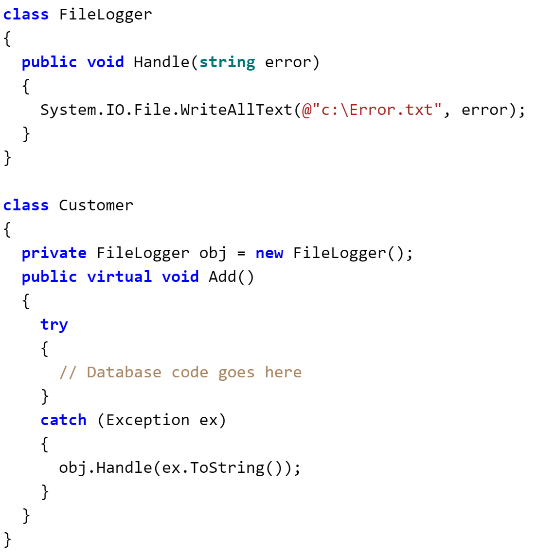 class FileLogger
{
  public void Handle(string error)
  {
    System.IO.File.WriteAllText(@"c:\Error.txt", error);
  }
}

class Customer
{
  private FileLogger obj = new FileLogger();
  public virtual void Add()
  {
    try
    {
      // Database code goes here
    }
    catch (Exception ex)
    {
      obj.Handle(ex.ToString());
    }
  }
}